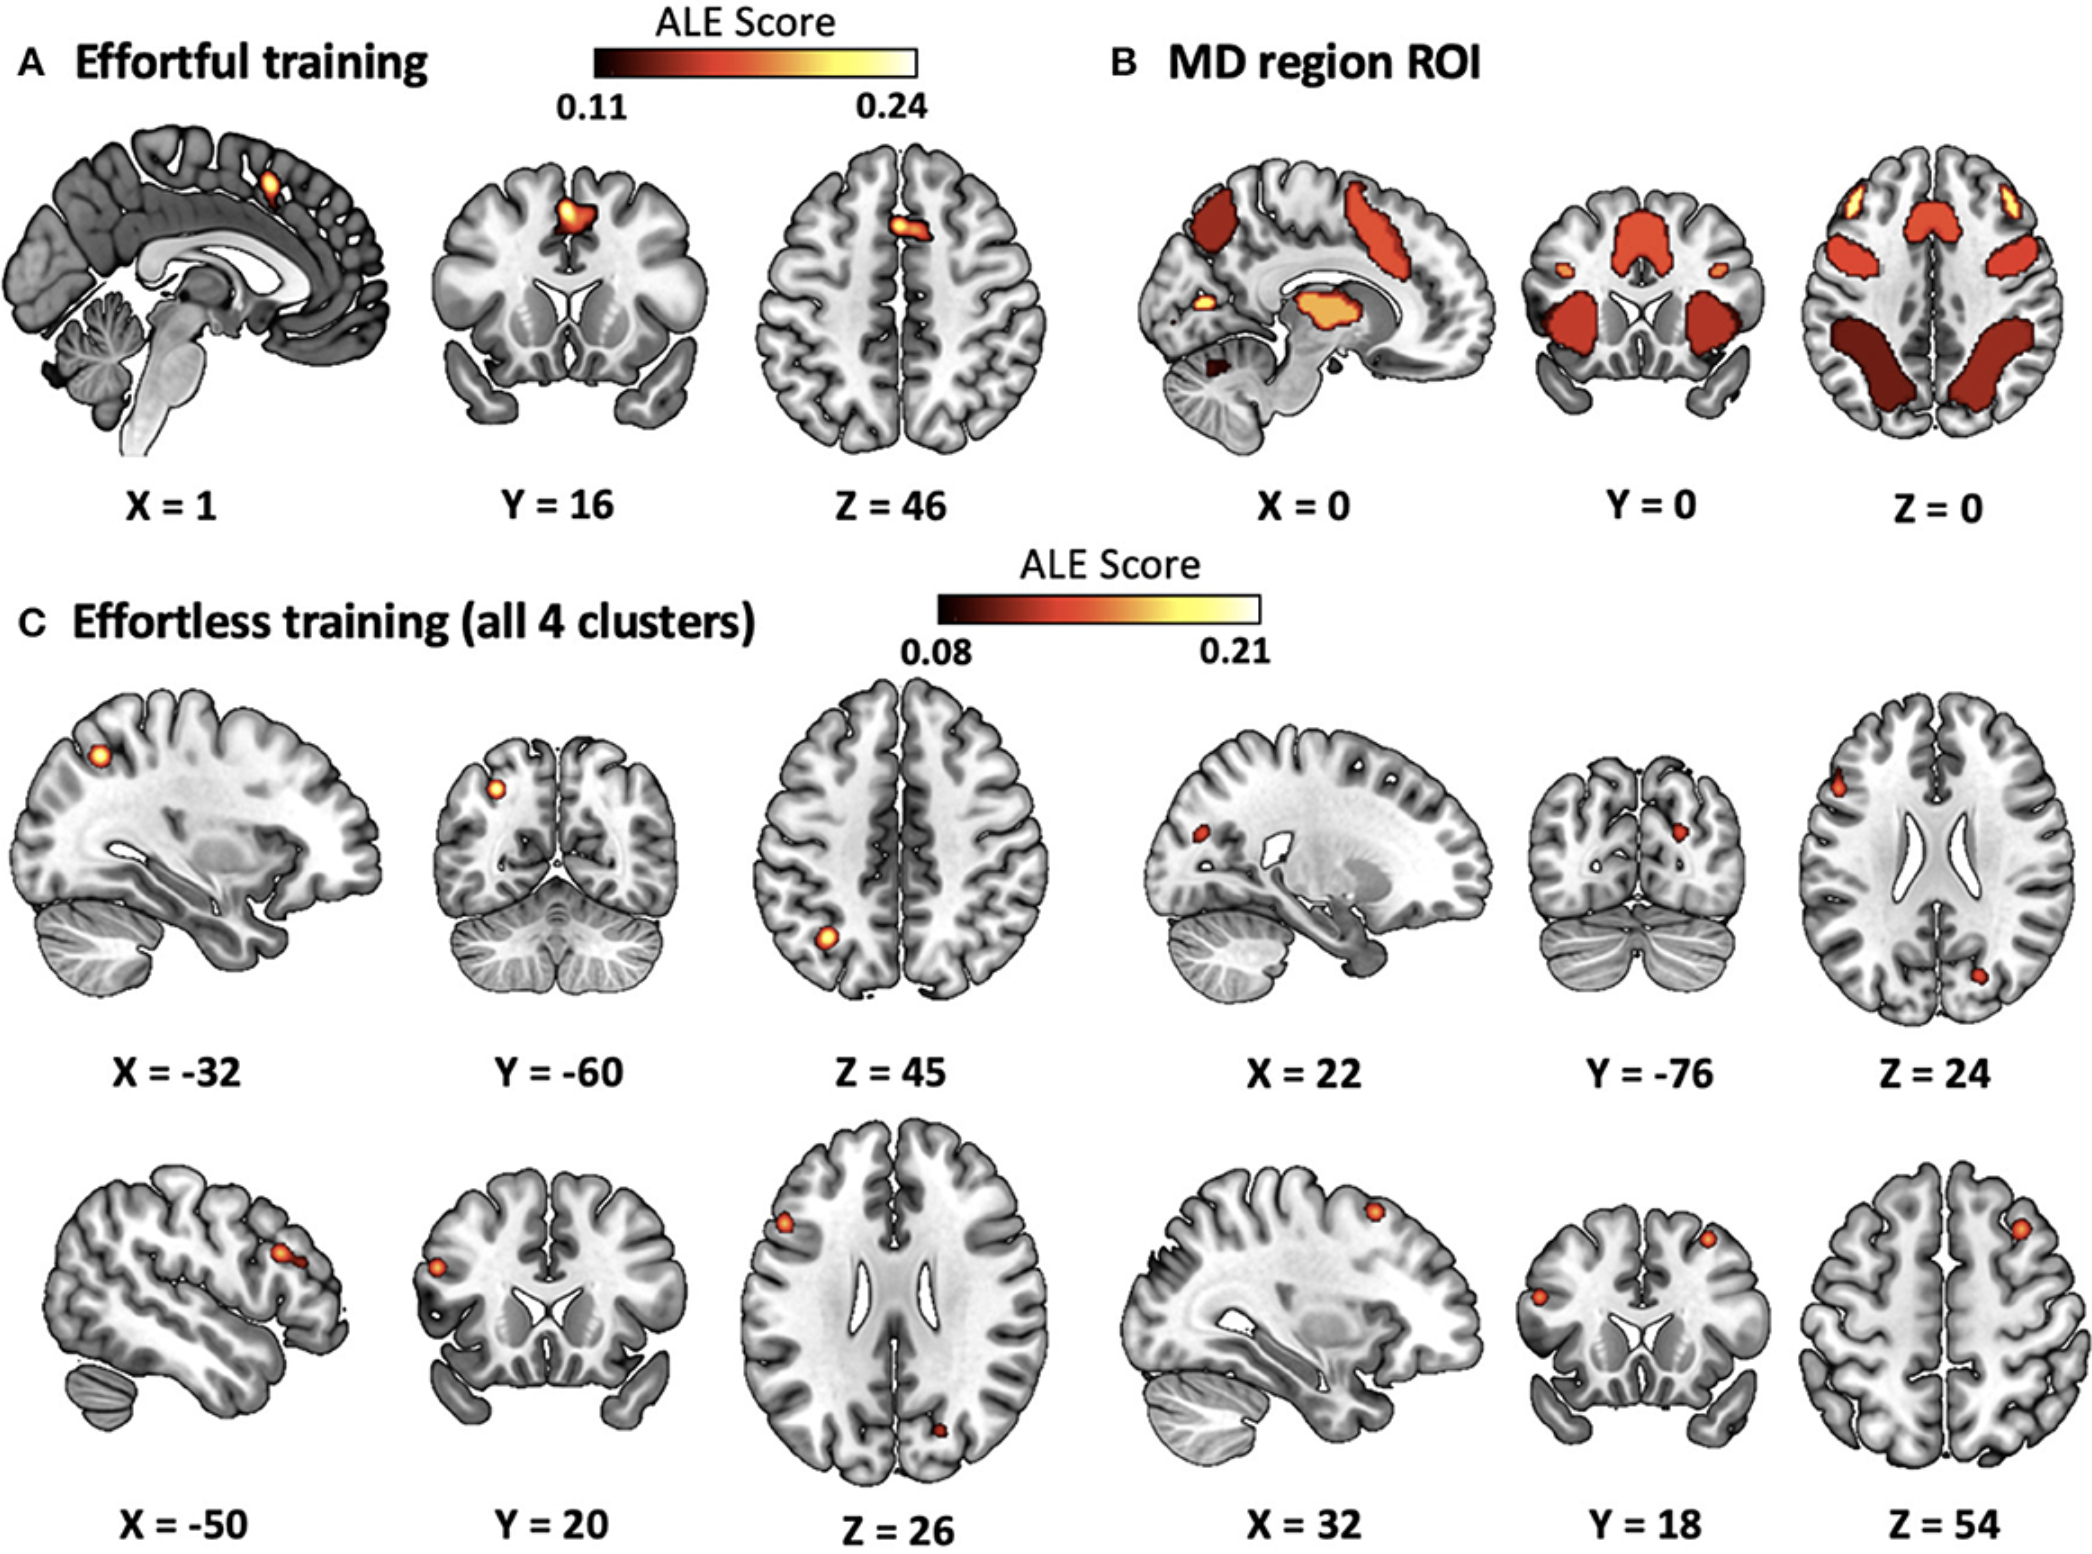 ALE Score
A Effortful training
B MD region ROI
0.11 0.24
X = 1 Y = 16 Z = 46 X = 0 Y = 0 Z = 0
ALE Score
C Effortless training (all 4 clusters)
0.08 0.21
X = -32 Y = -60 Z = 45 X = 22 Y = -76 Z = 24
X = -50 Y = 20 Z = 26 X = 32 Y = 18 Z = 54